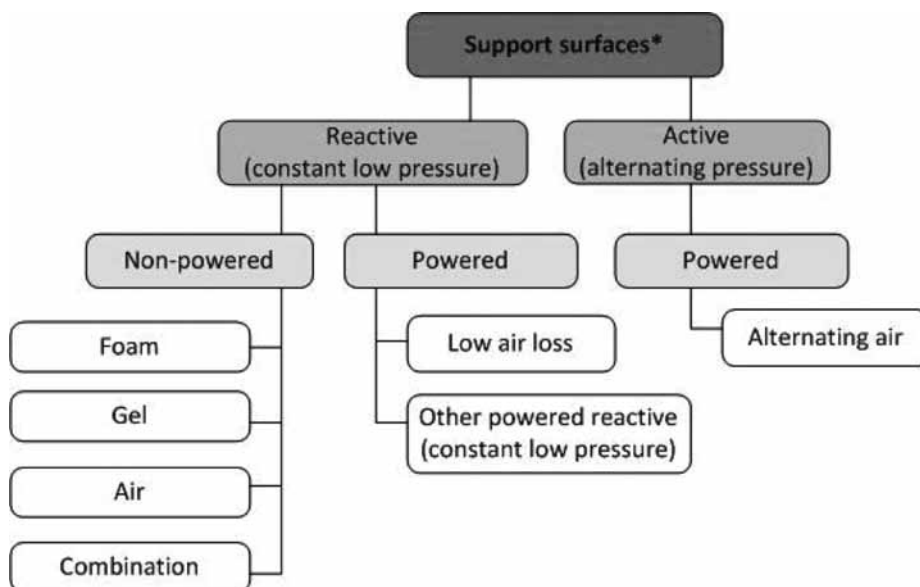 Support surfaces*
Reactive
(constant low pressure)
Active
(alternating pressure)
Non-powered
Powered
Powered
Foam
Gel
Air
Combination
Low air loss
Other powered reactive
(constant low pressure)
Alternating air